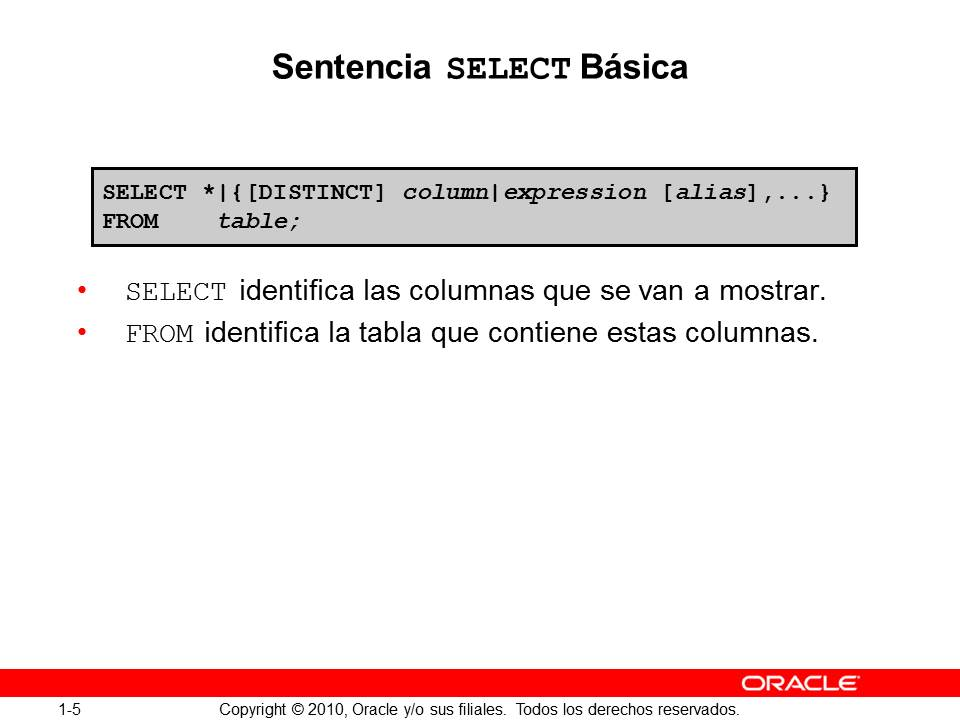 Sentencia SELECT Básica
SELECT *|{[DISTINCT] column|expression [alias],...}
FROM table;
• SELECT identifica las columnas que se van a mostrar.
• FROM identifica la tabla que contiene estas columnas.
ORACLE
1-5 Copyright © 2010, Oracle y/o sus filiales. Todos los derechos reservados.